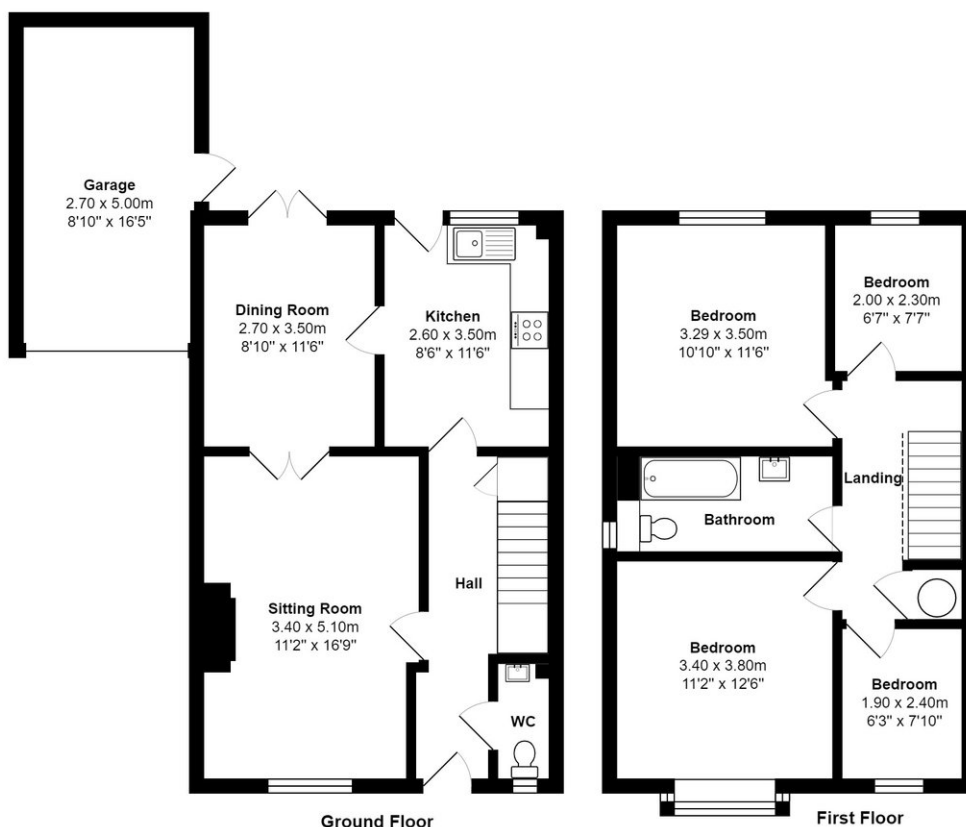 Garage
2.70 x 5.00m
8'10" x 16'5"
Dining Room
2.70 x 3.50m
8'10" x 11'6"
Kitchen
2.60 x 3.50m
8'6" x 11'6"
Sitting Room
3.40 x 5.10m
11'2" x 16'9"
Hall
WC
Ground Floor
Bedroom
3.29 x 3.50m
10'10" x 11'6"
Bedroom
2.00 x 2.30m
6'7" x 7'7"
Landing
Bathroom
Bedroom
3.40 x 3.80m
11'2" x 12'6"
Bedroom
1.90 x 2.40m
6'3" x 7'10"
First Floor